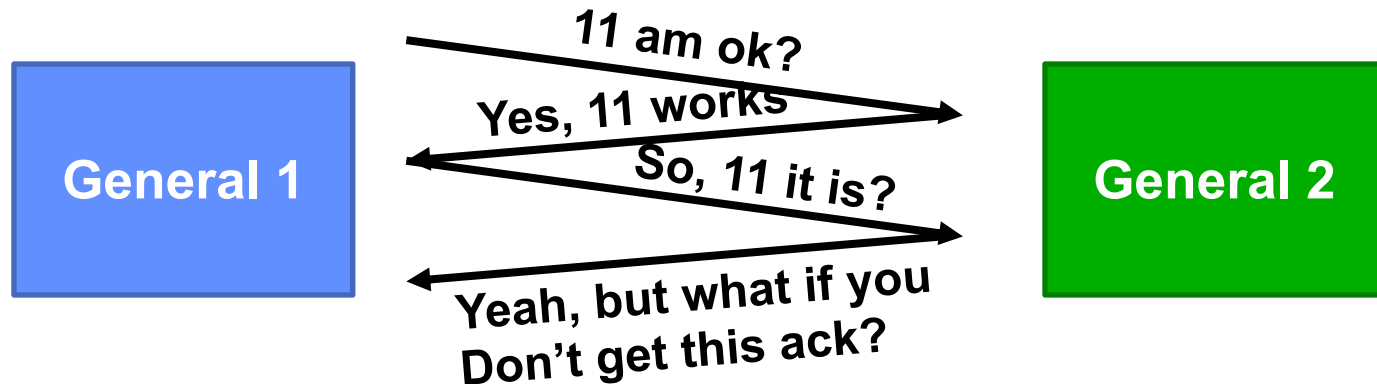 11 am ok?
Yes, 11 works
General 1
So, 11 it is?
General 2
Yeah, but what if you
Don't get this ack?